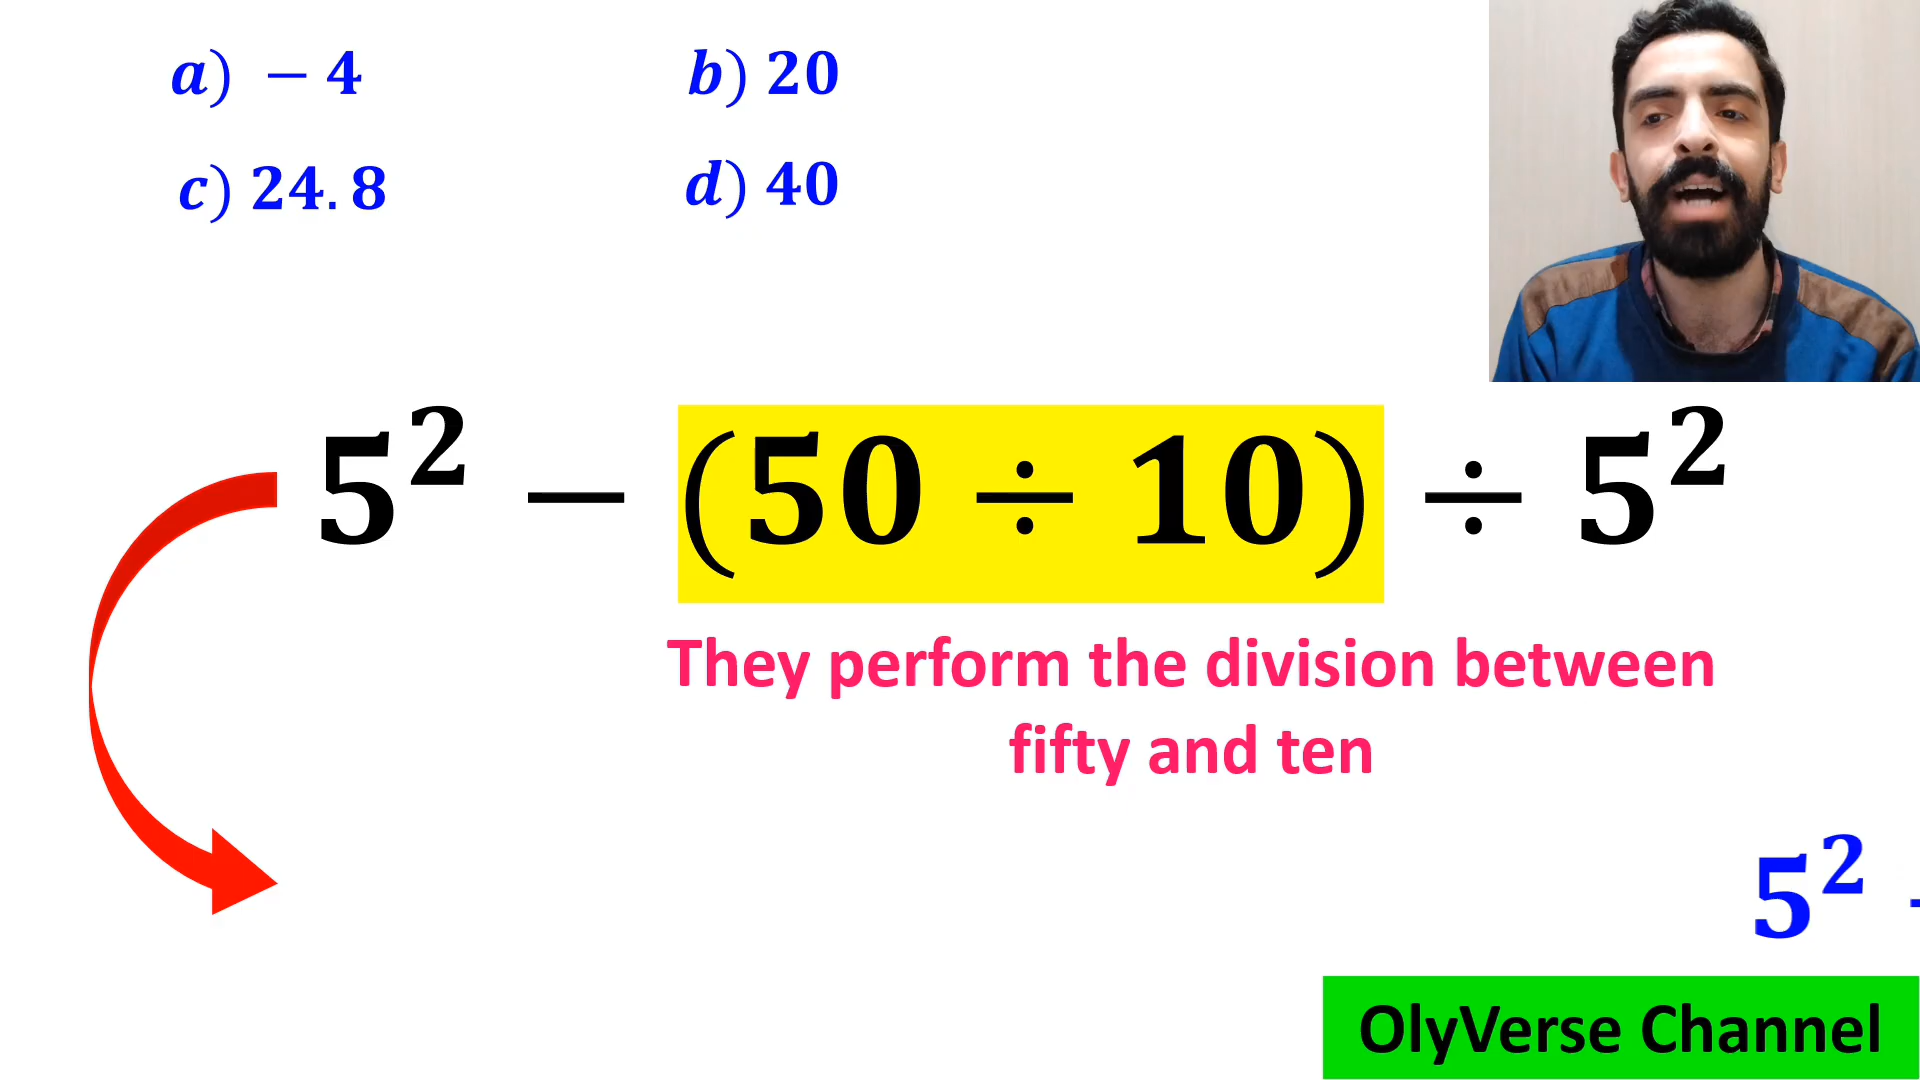 a) − 4 b) 20
c) 24.8 d) 40
5² − (50 ÷ 10) ÷ 5²
They perform the division between
fifty and ten
5²
OlyVerse Channel